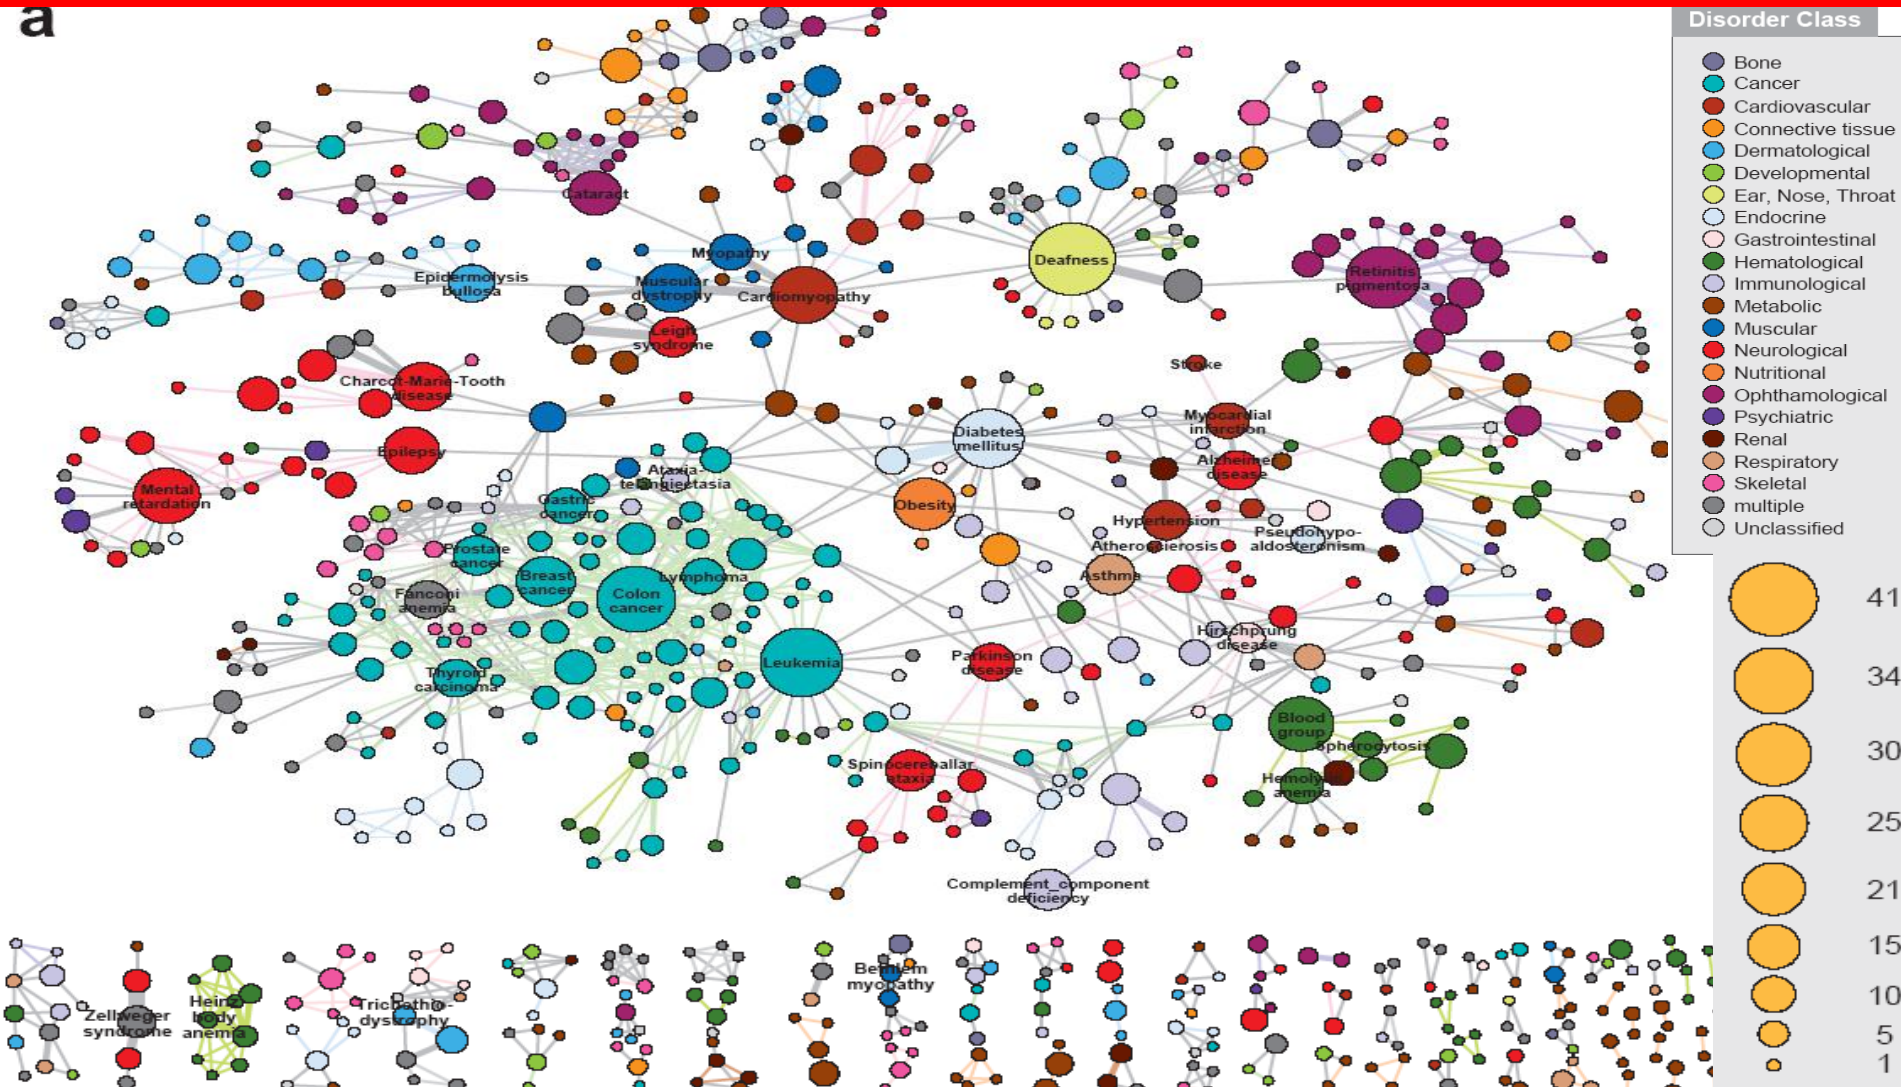 a
Disorder Class
Bone
Cancer
Cardiovascular
Connective tissue
Dermatological
Developmental
Ear, Nose, Throat
Endocrine
Gastrointestinal
Hematological
Immunological
Metabolic
Muscular
Neurological
Nutritional
Ophthamological
Psychiatric
Renal
Respiratory
Skeletal
multiple
Unclassified
41
34
30
25
21
15
10
5
1
Cataract
Myopathy
Epidermolysis
bullosa
Muscular
dystrophy
Cardiomyopathy
Deafness
Retinitis
pigmentosa
Leigh
syndrome
Stroke
Charcot-Marie-Tooth
disease
Myocardial
infarction
Diabetes
mellitus
Epilepsy
Alzheimer
disease
Ataxia-
telangiectasia
Mental
retardation
Gastric
cancer
Obesity
Hypertension
Pseudohypo-
aldosteronism
Atherosclerosis
Prostate
cancer
Breast
cancer
Lymphoma
Asthma
Fanconi
anemia
Colon
cancer
Hirschprung
disease
Leukemia
Parkinson
disease
Thyroid
carcinoma
Blood
group
Spherocytosis
Spinocereballar
ataxia
Hemolytic
anemia
Complement_component
deficiency
Zellweger
syndrome
Heinz
body
anemia
Trichothio-
dystrophy
Bethlem
myopathy